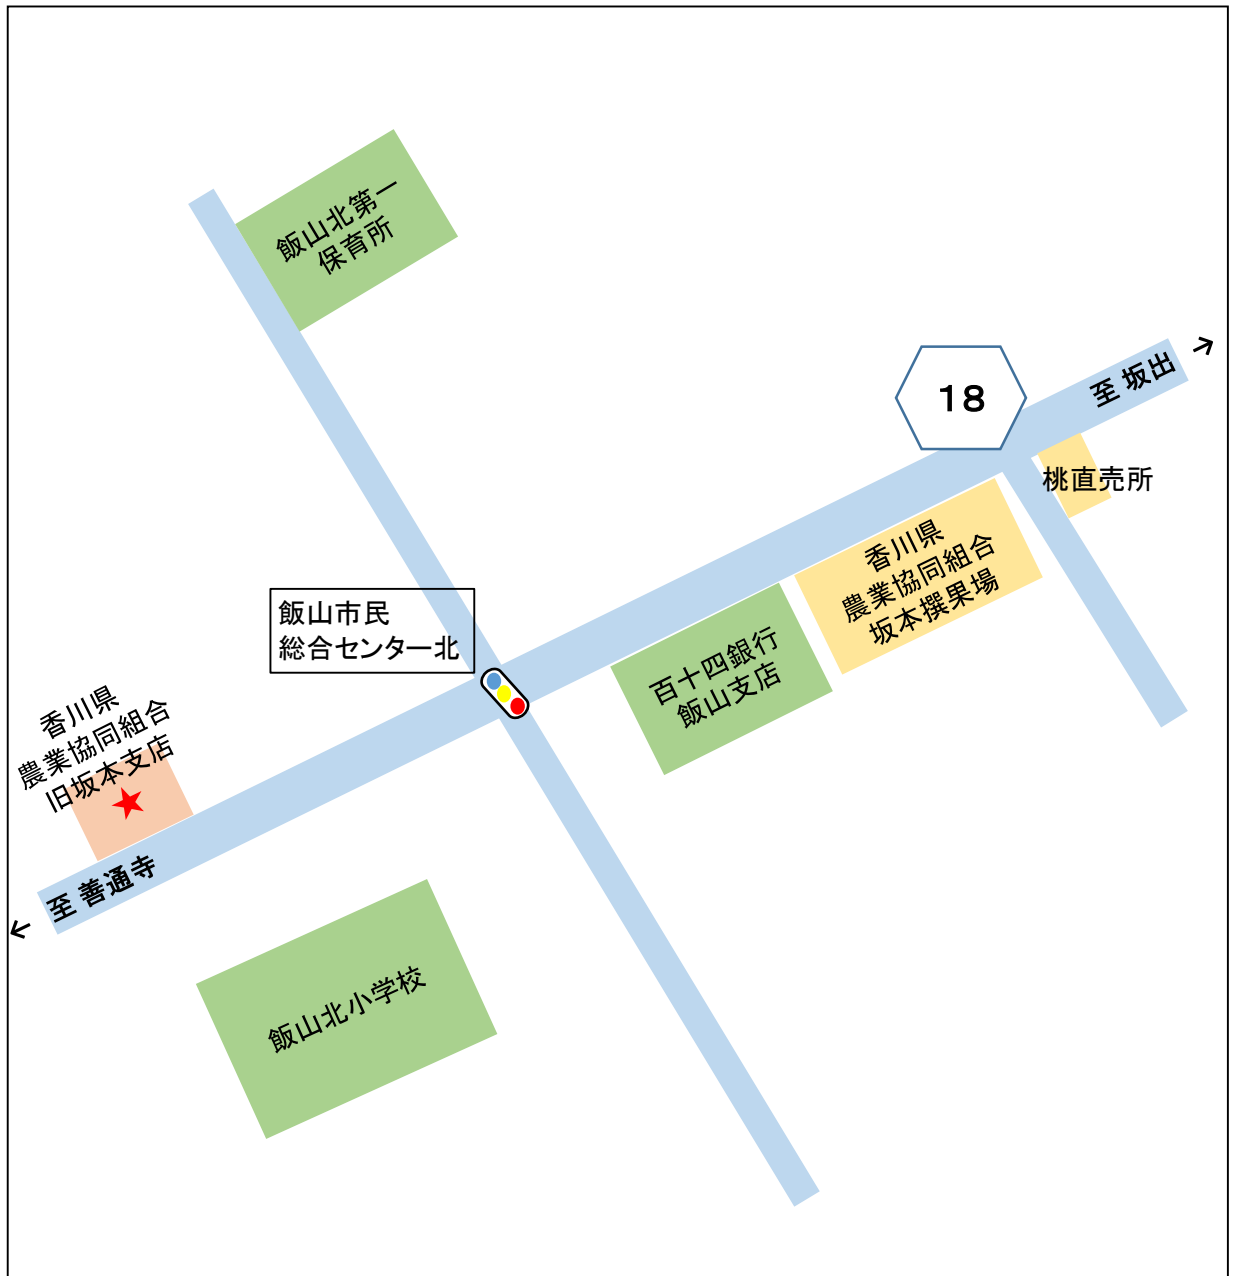 飯山北第一
保育所
18
至 坂出
桃直売所
香川県
農業協同組合
坂本撰果場
飯山市民
総合センター北
百十四銀行
飯山支店
香川県
農業協同組合
旧坂本支店
至 善通寺
飯山北小学校